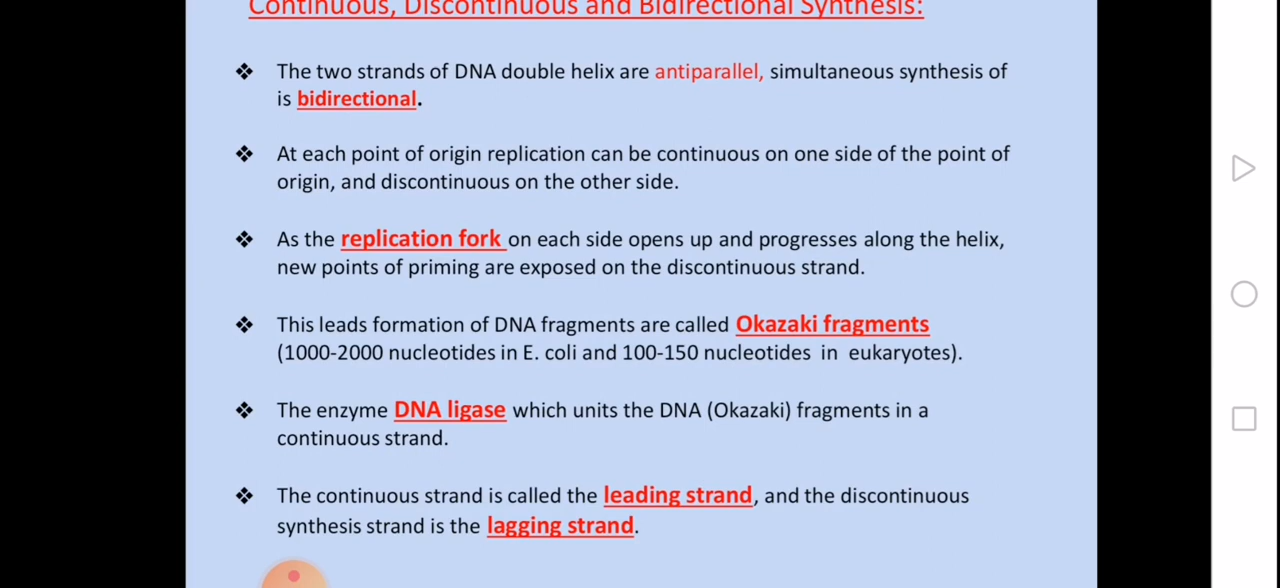 Continuous, Discontinuous and Bidirectional Synthesis:
❖ The two strands of DNA double helix are antiparallel, simultaneous synthesis of
is bidirectional.
❖ At each point of origin replication can be continuous on one side of the point of
origin, and discontinuous on the other side.
❖ As the replication fork on each side opens up and progresses along the helix,
new points of priming are exposed on the discontinuous strand.
❖ This leads formation of DNA fragments are called Okazaki fragments
(1000-2000 nucleotides in E. coli and 100-150 nucleotides in eukaryotes).
❖ The enzyme DNA ligase which units the DNA (Okazaki) fragments in a
continuous strand.
❖ The continuous strand is called the leading strand, and the discontinuous
synthesis strand is the lagging strand.